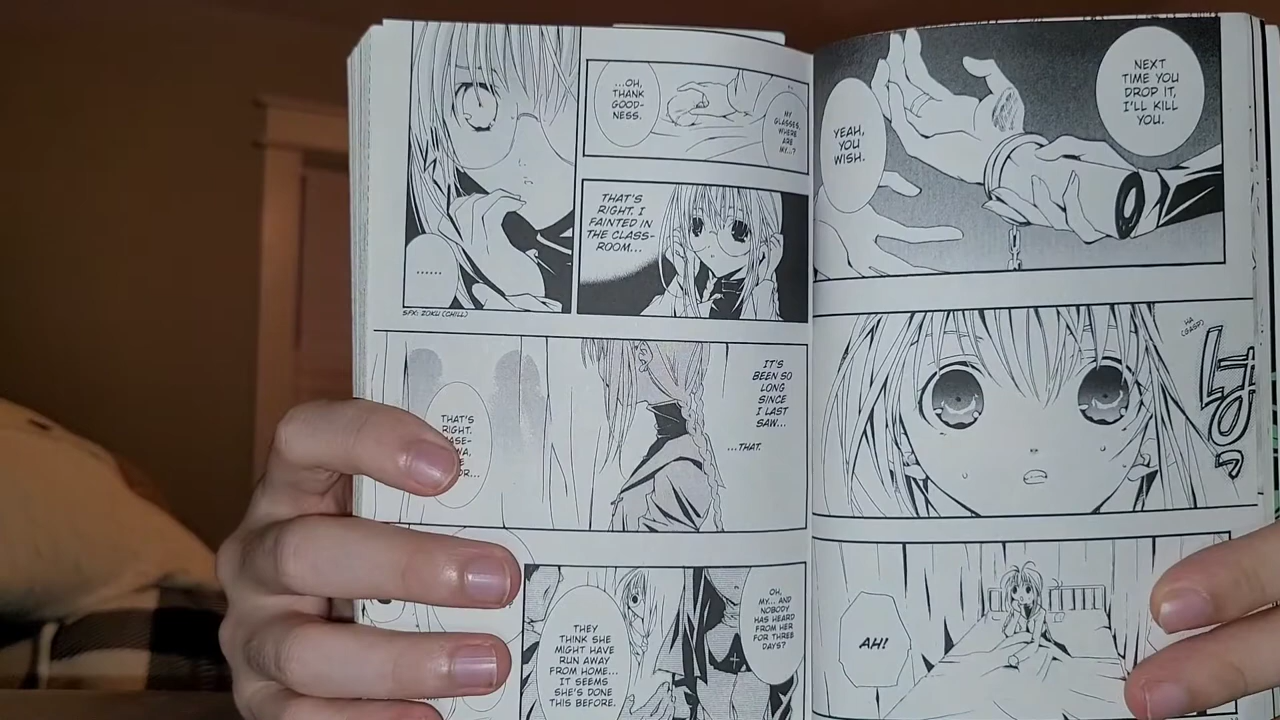 NEXT
TIME YOU
DROP IT,
I'LL KILL
YOU.
YEAH,
YOU
WISH.
HA
(GASP)
はっ
AH!
MY
GLASSES.
WHERE
ARE
MY...?
...OH,
THANK
GOOD-
NESS.
THAT'S
RIGHT. I
FAINTED IN
THE CLASS-
ROOM...
......
SFX: ZOKU (CHILL)
IT'S
BEEN SO
LONG
SINCE
I LAST
SAW...
...THAT.
THAT'S
RIGHT.
OH,
MY... AND
NOBODY
HAS HEARD
FROM HER
FOR THREE
DAYS?
THEY
THINK SHE
MIGHT HAVE
RUN AWAY
FROM HOME...
IT SEEMS
SHE'S DONE
THIS BEFORE.